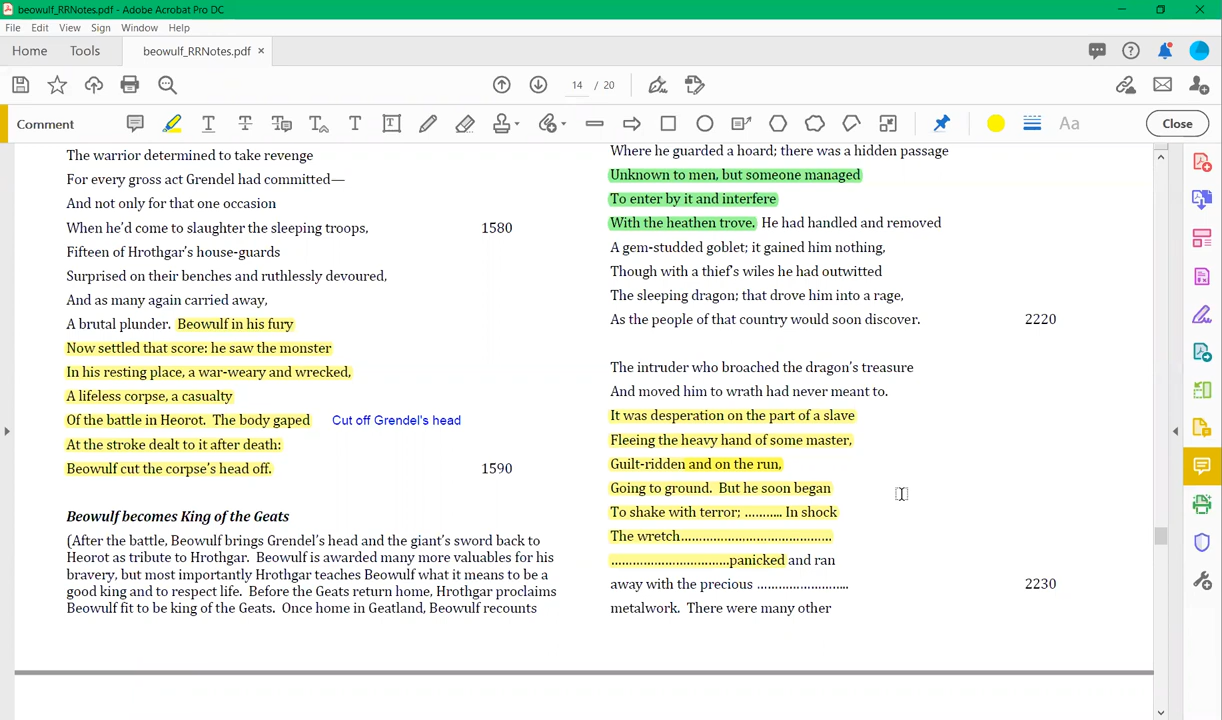 beowulf_RRNotes.pdf - Adobe Acrobat Pro DC
File Edit View Sign Window Help
Home Tools beowulf_RRNotes.pdf ×
14 / 20
Comment
Aa
Close
The warrior determined to take revenge
For every gross act Grendel had committed—
And not only for that one occasion
When he'd come to slaughter the sleeping troops, 1580
Fifteen of Hrothgar's house-guards
Surprised on their benches and ruthlessly devoured,
And as many again carried away,
A brutal plunder. Beowulf in his fury
Now settled that score: he saw the monster
In his resting place, a war-weary and wrecked,
A lifeless corpse, a casualty
Of the battle in Heorot. The body gaped Cut off Grendel's head
At the stroke dealt to it after death:
Beowulf cut the corpse's head off. 1590
Beowulf becomes King of the Geats
(After the battle, Beowulf brings Grendel's head and the giant's sword back to
Heorot as tribute to Hrothgar. Beowulf is awarded many more valuables for his
bravery, but most importantly Hrothgar teaches Beowulf what it means to be a
good king and to respect life. Before the Geats return home, Hrothgar proclaims
Beowulf fit to be king of the Geats. Once home in Geatland, Beowulf recounts
Where he guarded a hoard; there was a hidden passage
Unknown to men, but someone managed
To enter by it and interfere
With the heathen trove. He had handled and removed
A gem-studded goblet; it gained him nothing,
Though with a thief's wiles he had outwitted
The sleeping dragon; that drove him into a rage,
As the people of that country would soon discover. 2220
The intruder who broached the dragon's treasure
And moved him to wrath had never meant to.
It was desperation on the part of a slave
Fleeing the heavy hand of some master,
Guilt-ridden and on the run,
Going to ground. But he soon began
To shake with terror; ........... In shock
The wretch..........................................
.................................panicked and ran
away with the precious ......................... 2230
metalwork. There were many other